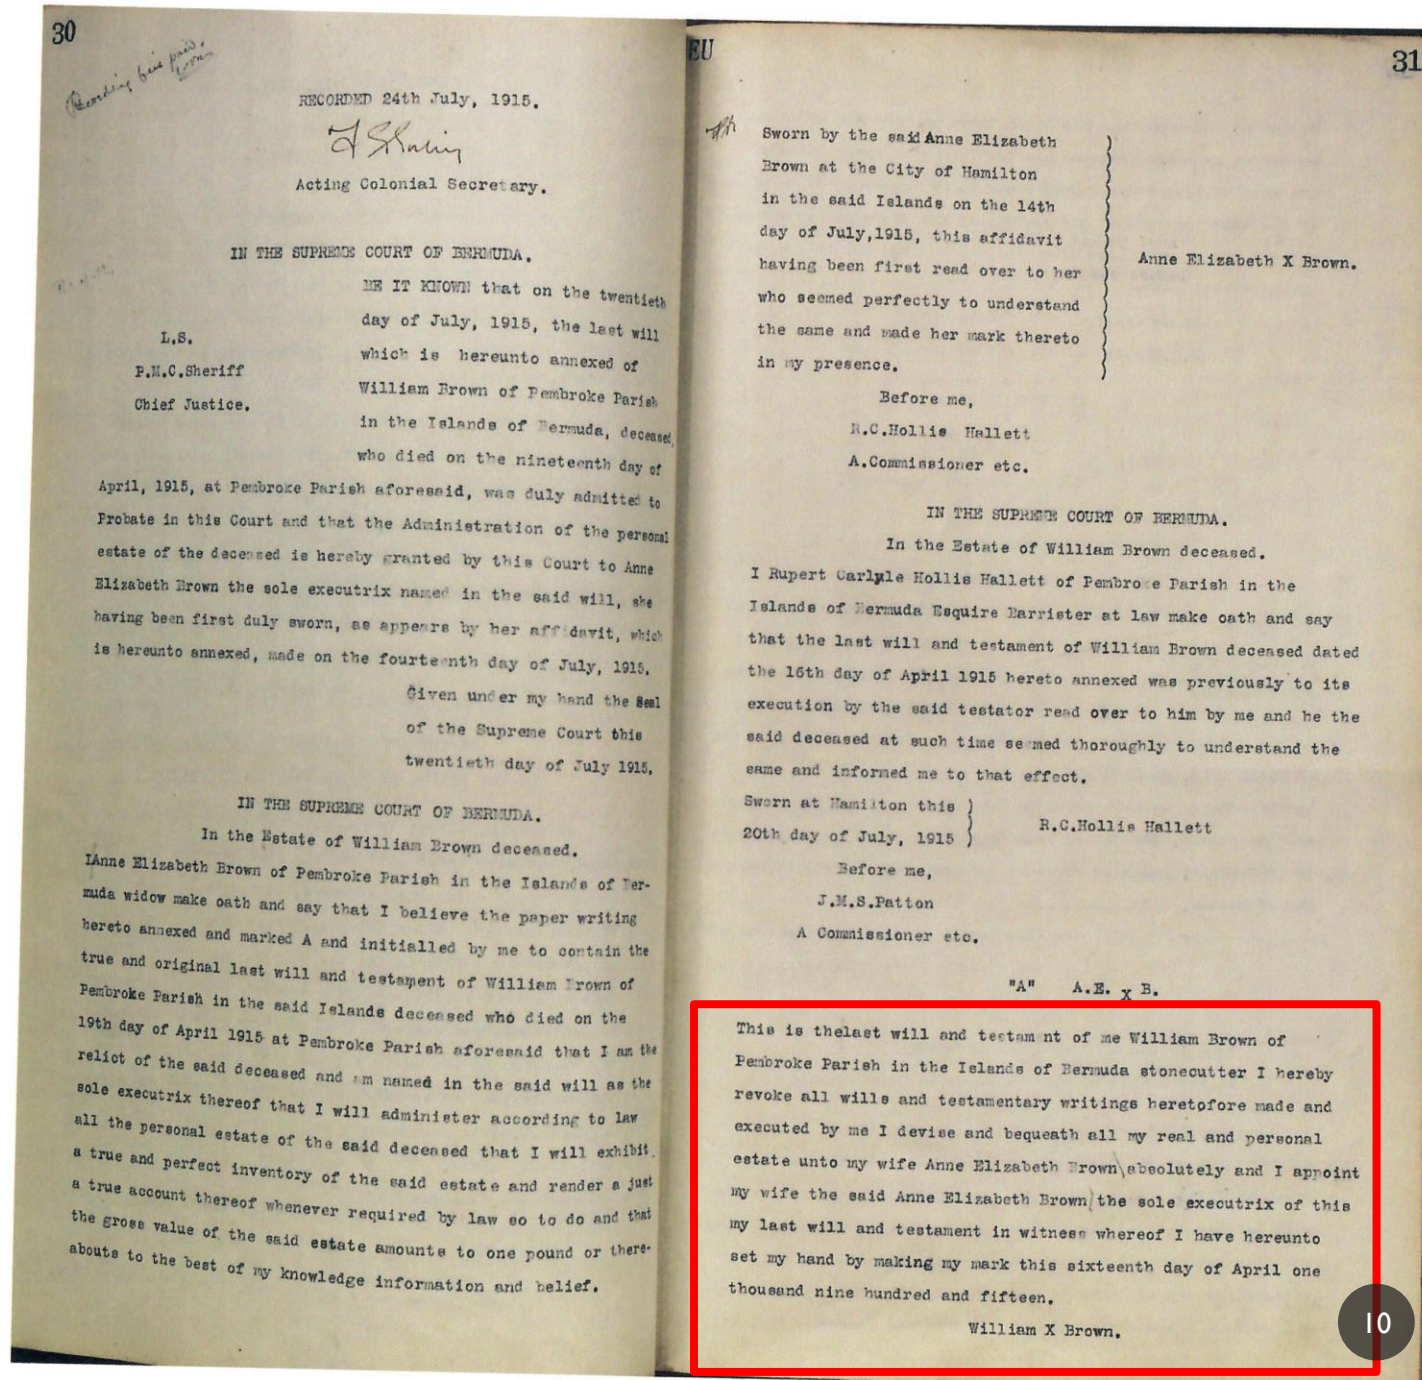 30
Recording fees paid.
RECORDED 24th July, 1915.
Acting Colonial Secretary.
IN THE SUPREME COURT OF BERMUDA.
BE IT KNOWN that on the twentieth
day of July, 1915, the last will
L.S.
which is hereunto annexed of
P.M.C.Sheriff
William Brown of Pembroke Parish
Chief Justice.
in the Islands of Bermuda, deceased,
who died on the nineteenth day of
April, 1915, at Pembroke Parish aforesaid, was duly admitted to
Probate in this Court and that the Administration of the personal
estate of the deceased is hereby granted by this Court to Anne
Elizabeth Brown the sole executrix named in the said will, she
having been first duly sworn, as appears by her affidavit, which
is hereunto annexed, made on the fourteenth day of July, 1915.
Given under my hand the Seal
of the Supreme Court this
twentieth day of July 1915.
IN THE SUPREME COURT OF BERMUDA.
In the Estate of William Brown deceased.
IAnne Elizabeth Brown of Pembroke Parish in the Islands of Ber-
muda widow make oath and say that I believe the paper writing
hereto annexed and marked A and initialled by me to contain the
true and original last will and testament of William Brown of
Pembroke Parish in the said Islands deceased who died on the
19th day of April 1915 at Pembroke Parish aforesaid that I am the
relict of the said deceased and am named in the said will as the
sole executrix thereof that I will administer according to law
all the personal estate of the said deceased that I will exhibit
a true and perfect inventory of the said estate and render a just
a true account thereof whenever required by law so to do and that
the gross value of the said estate amounts to one pound or there-
abouts to the best of my knowledge information and belief.
EU
31
Sworn by the said Anne Elizabeth
Brown at the City of Hamilton
in the said Islands on the 14th
day of July,1915, this affidavit
having been first read over to her
Anne Elizabeth X Brown.
who seemed perfectly to understand
the same and made her mark thereto
in my presence.
Before me,
R.C.Hollis Hallett
A.Commissioner etc.
IN THE SUPREME COURT OF BERMUDA.
In the Estate of William Brown deceased.
I Rupert Carlyle Hollis Hallett of Pembroke Parish in the
Islands of Bermuda Esquire Barrister at law make oath and say
that the last will and testament of William Brown deceased dated
the 16th day of April 1915 hereto annexed was previously to its
execution by the said testator read over to him by me and he the
said deceased at such time seemed thoroughly to understand the
same and informed me to that effect.
Sworn at Hamilton this
20th day of July, 1915
R.C.Hollis Hallett
Before me,
J.M.S.Patton
A Commissioner etc.
"A" A.E. X B.
This is thelast will and testam nt of me William Brown of
Pembroke Parish in the Islands of Bermuda stonecutter I hereby
revoke all wills and testamentary writings heretofore made and
executed by me I devise and bequeath all my real and personal
estate unto my wife Anne Elizabeth Brown absolutely and I appoint
my wife the said Anne Elizabeth Brown the sole executrix of this
my last will and testament in witness whereof I have hereunto
set my hand by making my mark this sixteenth day of April one
thousand nine hundred and fifteen.
William X Brown.
10